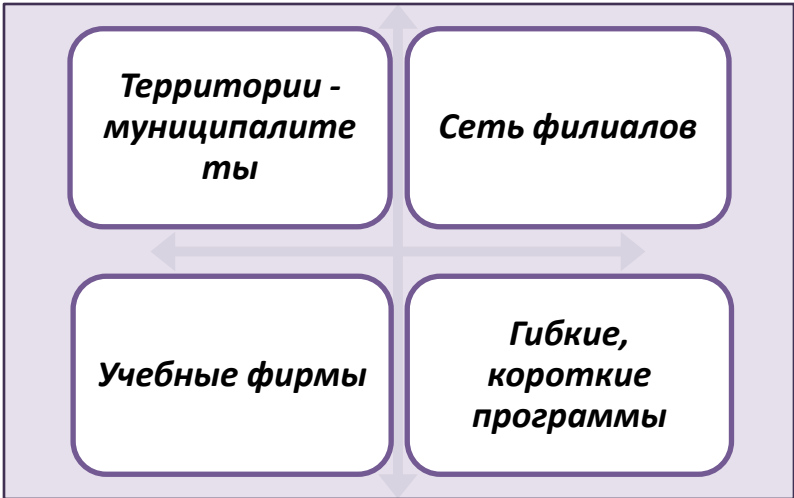 Территории -
муниципалите
ты
Сеть филиалов
Учебные фирмы
Гибкие,
короткие
программы